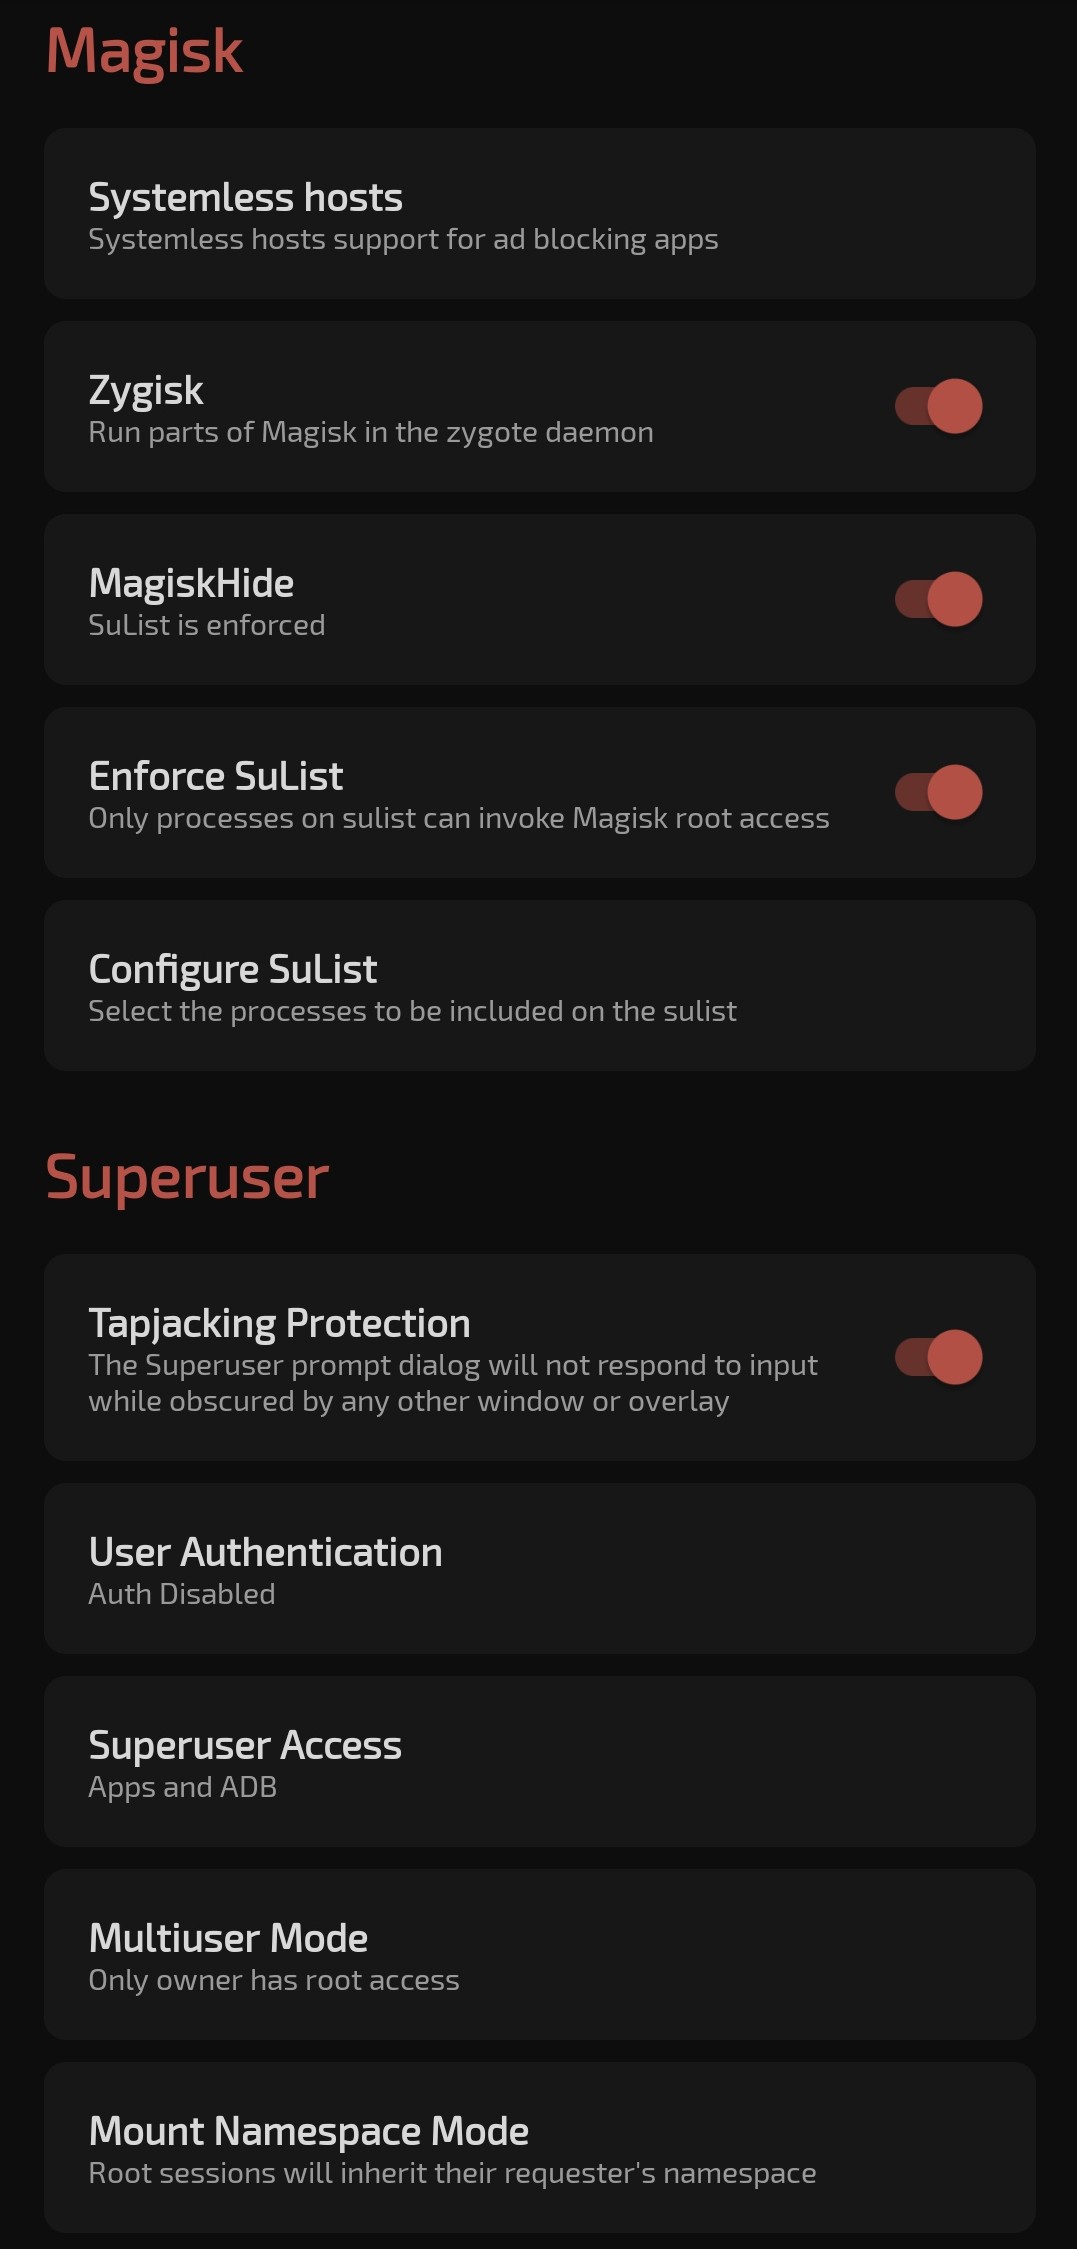 Magisk
Systemless hosts
Systemless hosts support for ad blocking apps
Zygisk
Run parts of Magisk in the zygote daemon
MagiskHide
SuList is enforced
Enforce SuList
Only processes on sulist can invoke Magisk root access
Configure SuList
Select the processes to be included on the sulist
Superuser
Tapjacking Protection
The Superuser prompt dialog will not respond to input
while obscured by any other window or overlay
User Authentication
Auth Disabled
Superuser Access
Apps and ADB
Multiuser Mode
Only owner has root access
Mount Namespace Mode
Root sessions will inherit their requester's namespace